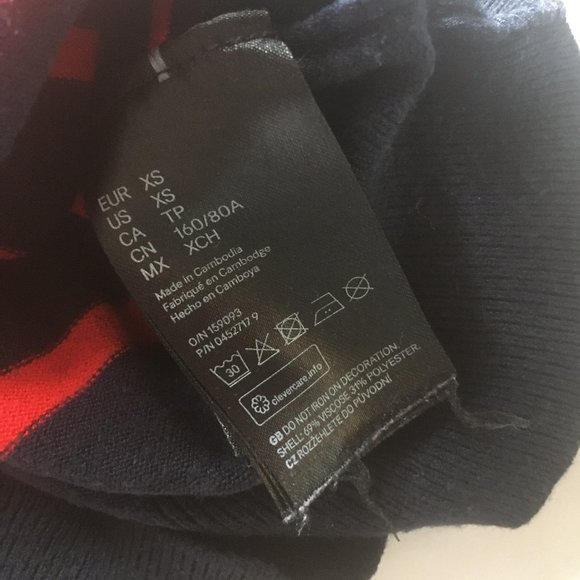 EUR XS
US XS
CA TP
CN 160/80A
MX XCH
Made in Cambodia
Fabriqué en Cambodge
Hecho en Camboya
O/N 159093
P/N 0452717 9
30
clevercare.info
GB DO NOT IRON ON DECORATION.
SHELL: 69% VISCOSE 31% POLYESTER.
CZ ROZŽEHLETE DO PŮVODNÍ